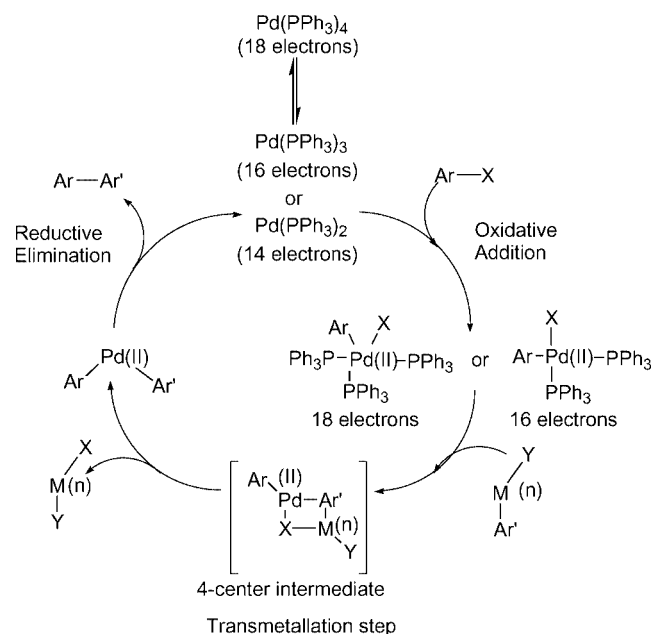 Pd(PPh3)4
(18 electrons)
Pd(PPh3)3
(16 electrons)
or
Pd(PPh3)2
(14 electrons)
Ar—Ar'
Ar—X
Reductive
Elimination
Oxidative
Addition
Ar X
Ph3P—Pd(II)—PPh3
PPh3
18 electrons
or
X
Ar—Pd(II)—PPh3
PPh3
16 electrons
Pd(II)
Ar Ar'
X
M(n)
Y
Ar (II)
Pd—Ar'
X—M(n)
Y
Y
M (n)
Ar'
4-center intermediate
Transmetallation step